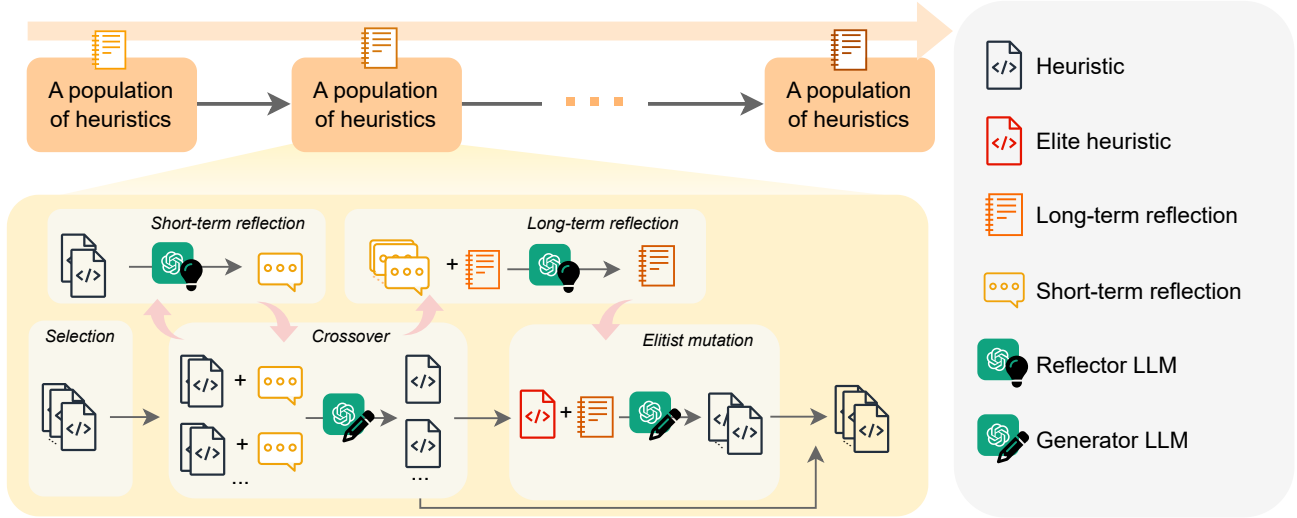 A population
of heuristics
A population
of heuristics
A population
of heuristics
Short-term reflection
+
Long-term reflection
Selection
Crossover
+
+
...
...
Elitist mutation
+
Heuristic
Elite heuristic
Long-term reflection
Short-term reflection
Reflector LLM
Generator LLM